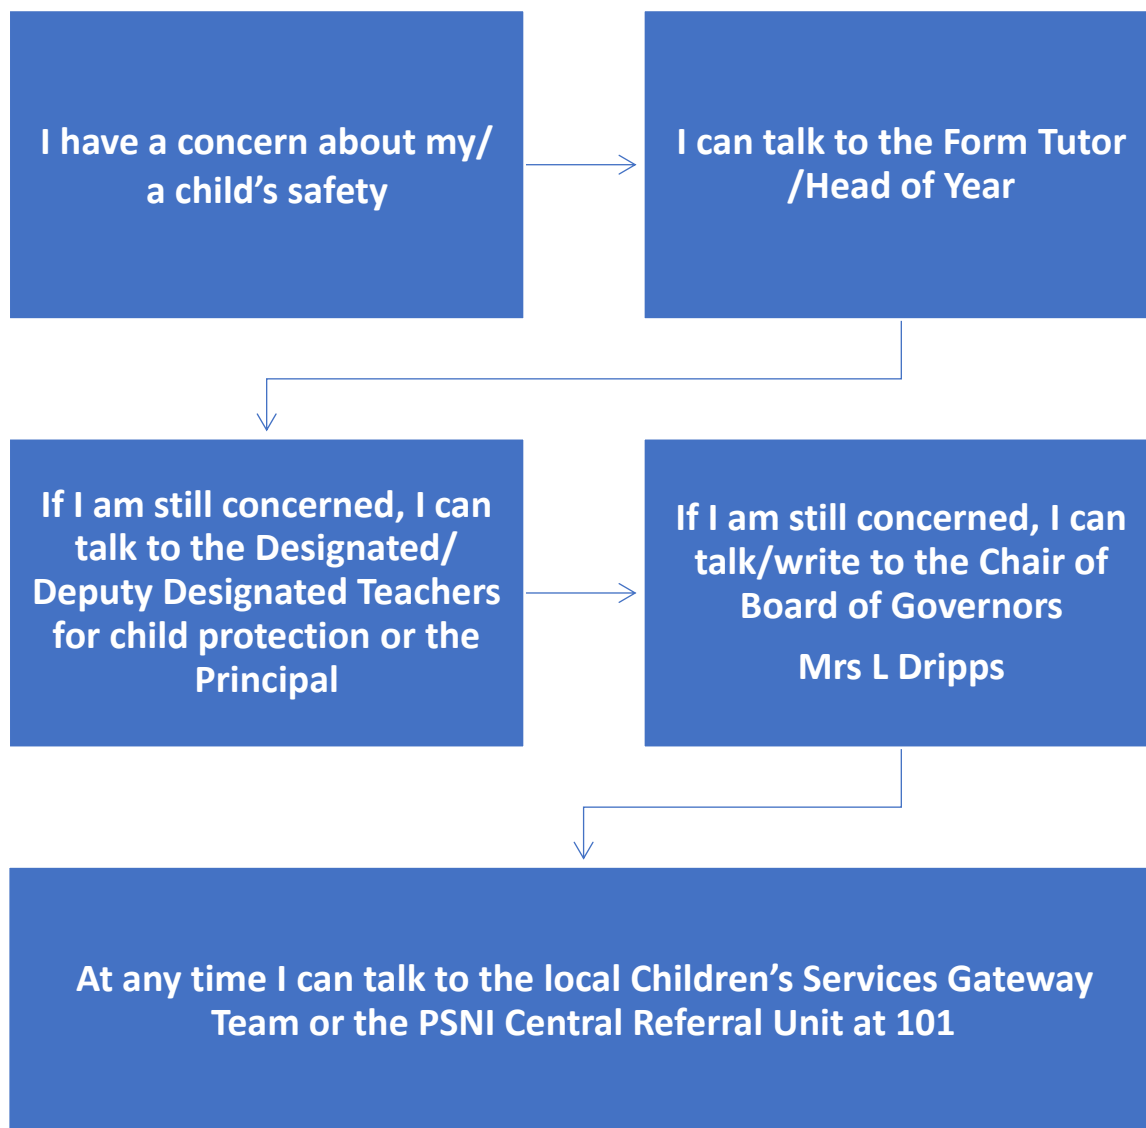 I have a concern about my/
a child’s safety
I can talk to the Form Tutor
/Head of Year
If I am still concerned, I can
talk to the Designated/
Deputy Designated Teachers
for child protection or the
Principal
If I am still concerned, I can
talk/write to the Chair of
Board of Governors
Mrs L Dripps
At any time I can talk to the local Children’s Services Gateway
Team or the PSNI Central Referral Unit at 101